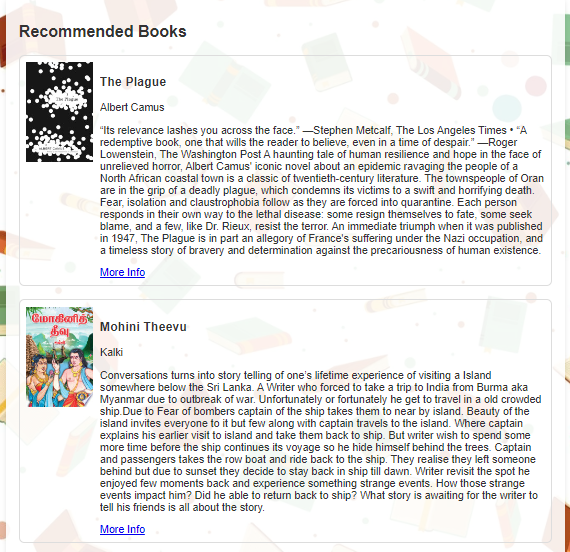 Recommended Books
The Plague
The Plague
Albert Camus
“Its relevance lashes you across the face.” —Stephen Metcalf, The Los Angeles Times • “A
redemptive book, one that wills the reader to believe, even in a time of despair.” —Roger
Lowenstein, The Washington Post A haunting tale of human resilience and hope in the face of
unrelieved horror, Albert Camus' iconic novel about an epidemic ravaging the people of a
North African coastal town is a classic of twentieth-century literature. The townspeople of Oran
are in the grip of a deadly plague, which condemns its victims to a swift and horrifying death.
Fear, isolation and claustrophobia follow as they are forced into quarantine. Each person
responds in their own way to the lethal disease: some resign themselves to fate, some seek
blame, and a few, like Dr. Rieux, resist the terror. An immediate triumph when it was published
in 1947, The Plague is in part an allegory of France's suffering under the Nazi occupation, and
a timeless story of bravery and determination against the precariousness of human existence.
More Info
மோகினித்
தீவு
கல்கி
Mohini Theevu
Kalki
Conversations turns into story telling of one’s lifetime experience of visiting a Island
somewhere below the Sri Lanka. A Writer who forced to take a trip to India from Burma aka
Myanmar due to outbreak of war. Unfortunately or fortunately he get to travel in a old crowded
ship.Due to Fear of bombers captain of the ship takes them to near by island. Beauty of the
island invites everyone to it but few along with captain travels to the island. Where captain
explains his earlier visit to island and take them back to ship. But writer wish to spend some
more time before the ship continues its voyage so he hide himself behind the trees. Captain
and passengers takes the row boat and ride back to the ship. They realise they left someone
behind but due to sunset they decide to stay back in ship till dawn. Writer revisit the spot he
enjoyed few moments back and experience something strange events. How those strange
events impact him? Did he able to return back to ship? What story is awaiting for the writer to
tell his friends is all about the story.
More Info